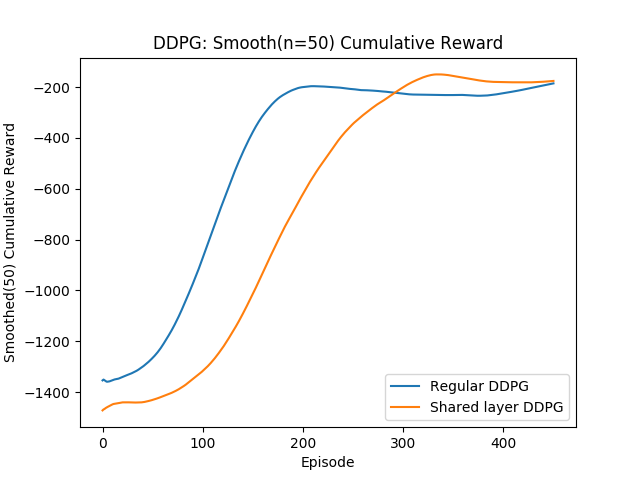 DDPG: Smooth(n=50) Cumulative Reward
Smoothed(50) Cumulative Reward
−200
−400
−600
−800
−1000
−1200
−1400
Regular DDPG
Shared layer DDPG
0 100 200 300 400
Episode